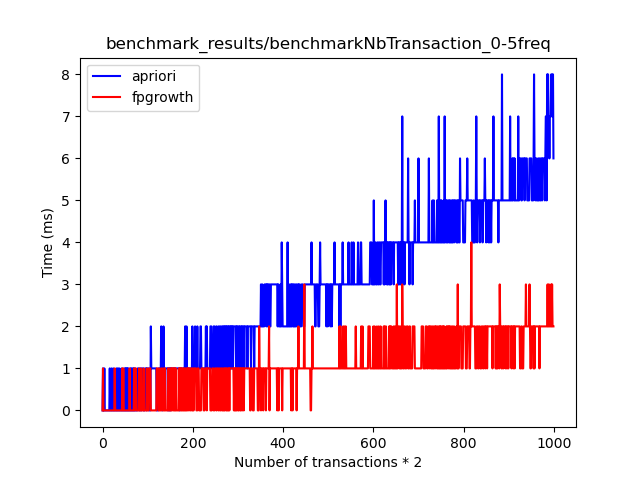 benchmark_results/benchmarkNbTransaction_0-5freq
apriori
fpgrowth
8
7
6
5
4
3
2
1
0
Time (ms)
0 200 400 600 800 1000
Number of transactions * 2